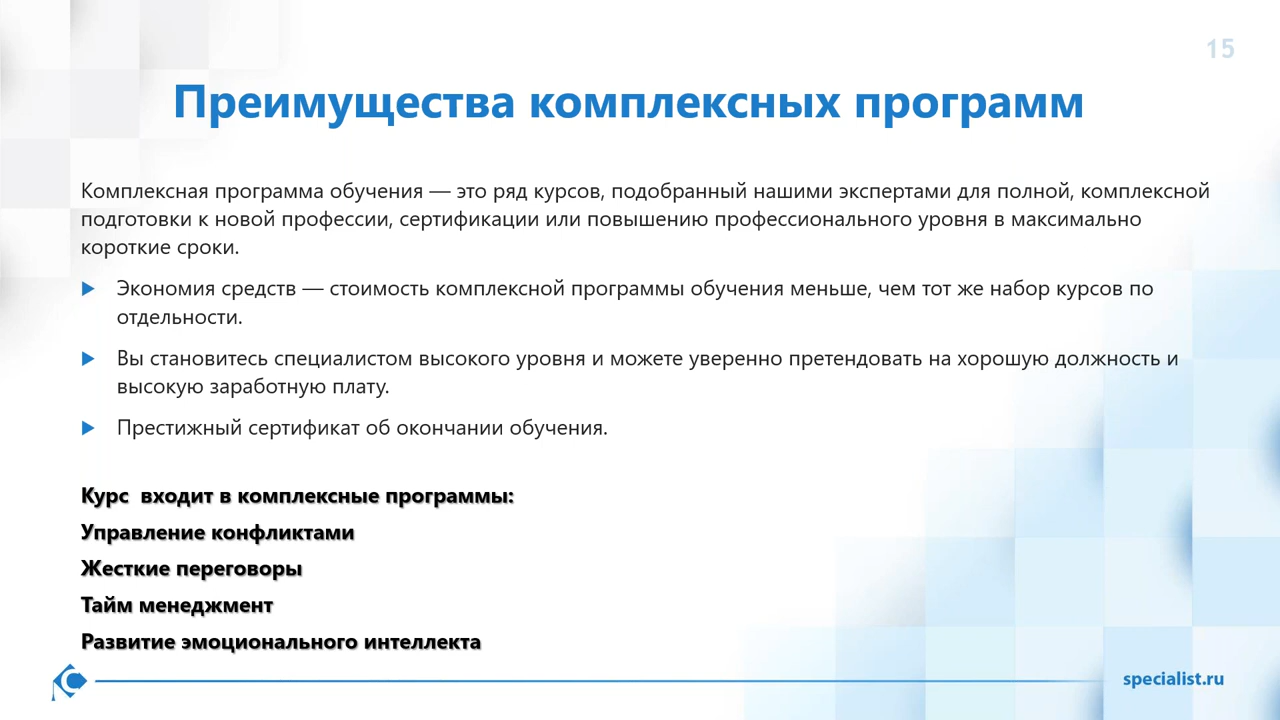 15
Преимущества комплексных программ
Комплексная программа обучения — это ряд курсов, подобранный нашими экспертами для полной, комплексной
подготовки к новой профессии, сертификации или повышению профессионального уровня в максимально
короткие сроки.
Экономия средств — стоимость комплексной программы обучения меньше, чем тот же набор курсов по
отдельности.
Вы становитесь специалистом высокого уровня и можете уверенно претендовать на хорошую должность и
высокую заработную плату.
Престижный сертификат об окончании обучения.
Курс  входит в комплексные программы:
Управление конфликтами
Жесткие переговоры
Тайм менеджмент
Развитие эмоционального интеллекта
specialist.ru